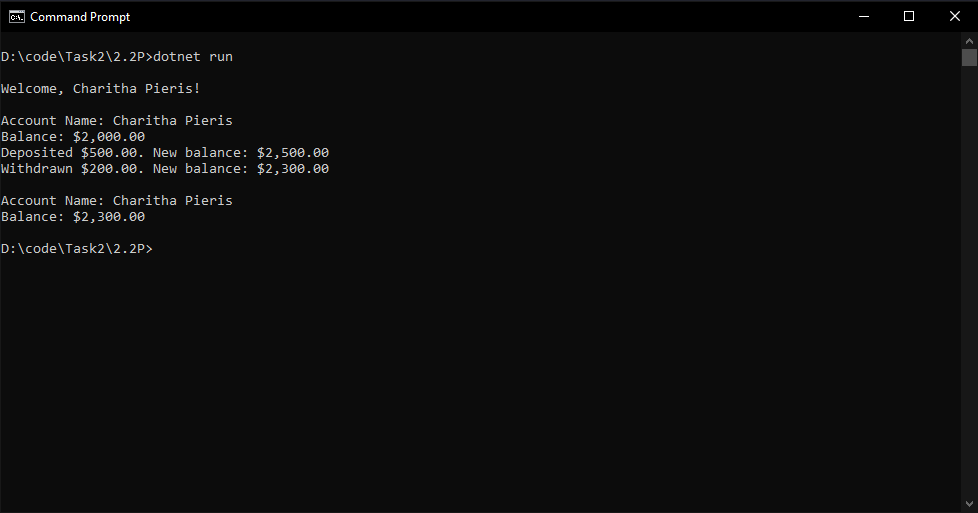 Command Prompt
D:\code\Task2\2.2P>dotnet run
Welcome, Charitha Pieris!
Account Name: Charitha Pieris
Balance: $2,000.00
Deposited $500.00. New balance: $2,500.00
Withdrawn $200.00. New balance: $2,300.00
Account Name: Charitha Pieris
Balance: $2,300.00
D:\code\Task2\2.2P>